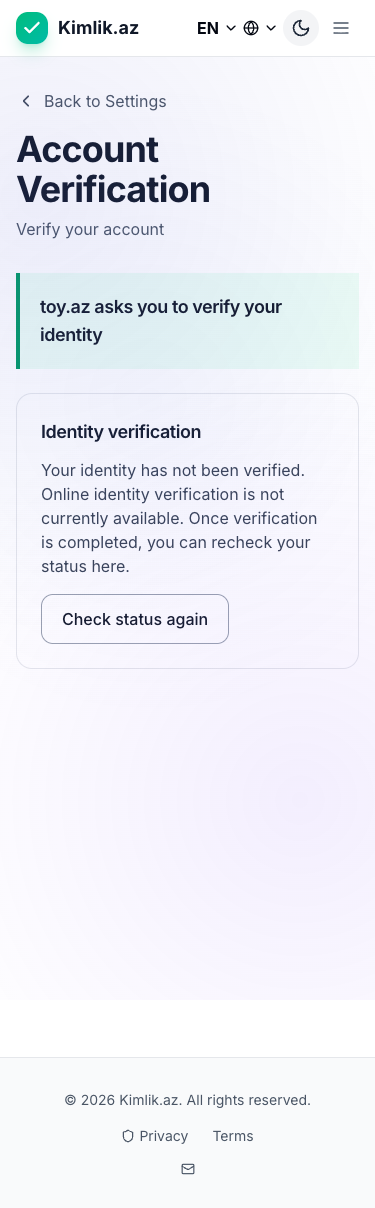 Kimlik.az
EN
Back to Settings
Account
Verification
Verify your account
toy.az asks you to verify your
identity
Identity verification
Your identity has not been verified.
Online identity verification is not
currently available. Once verification
is completed, you can recheck your
status here.
Check status again
© 2026 Kimlik.az. All rights reserved.
Privacy
Terms